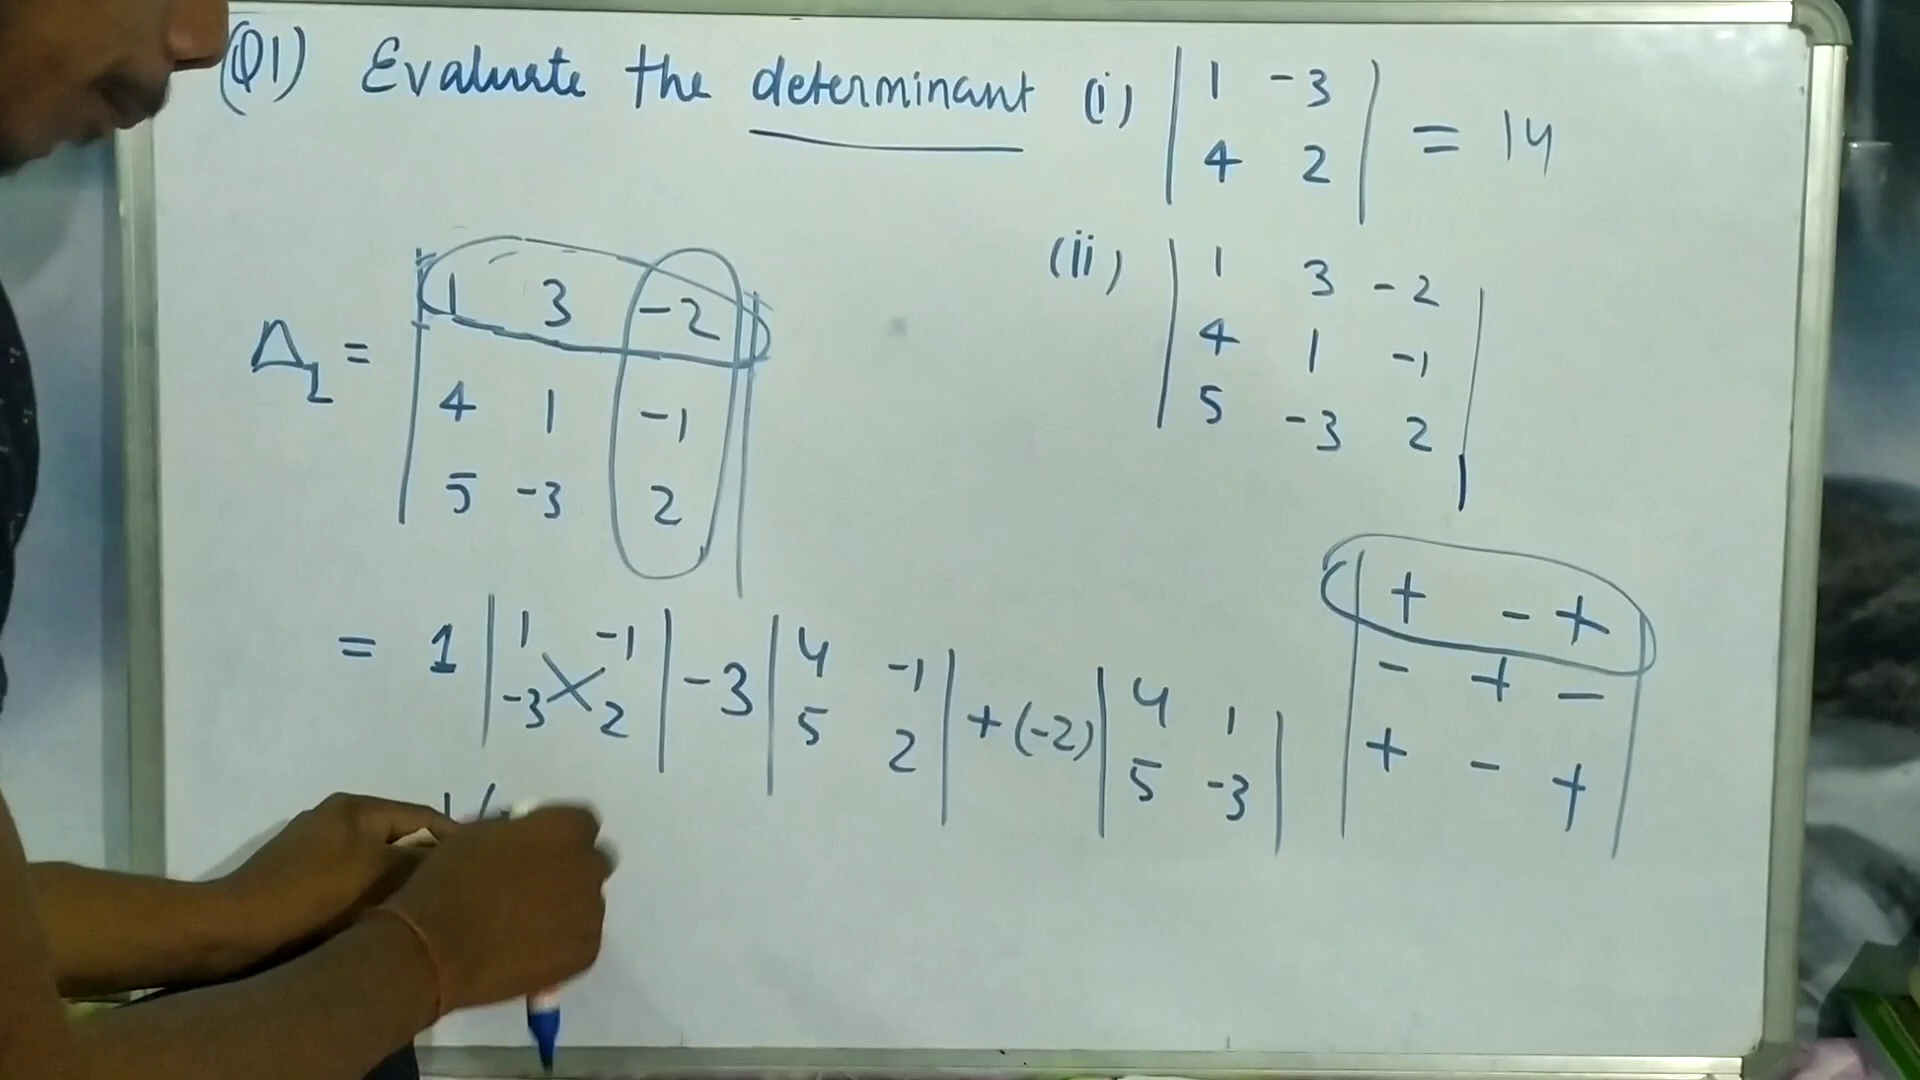 Q1) Evaluate the determinant (i) | 1 -3 |
| 4 2 | = 14
(ii) | 1 3 -2 |
| 4 1 -1 |
| 5 -3 2 |
Δ₂ = | 1 3 -2 |
| 4 1 -1 |
| 5 -3 2 |
= 1 | 1 -1 | -3 | 4 -1 | + (-2) | 4 1 |
| -3 2 | | 5 2 | | 5 -3 |
| + - + |
| - + - |
| + - + |
1(